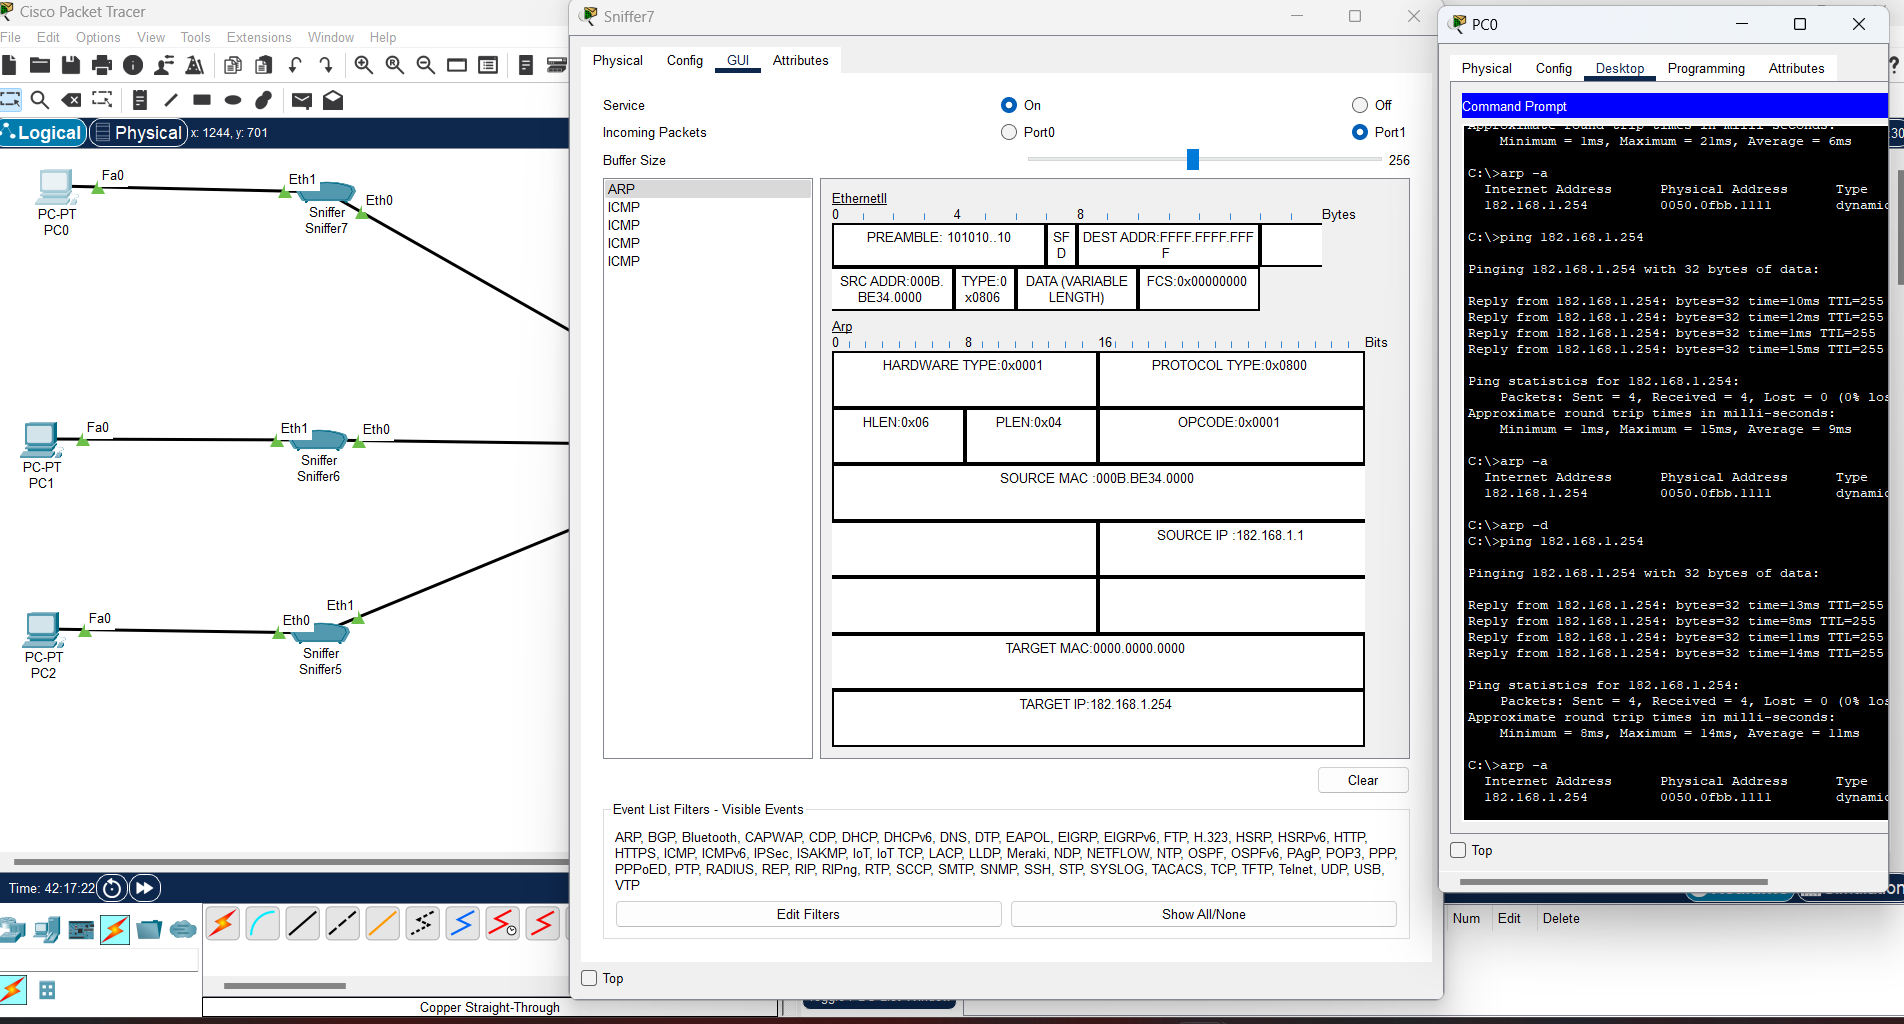 Cisco Packet Tracer
File Edit Options View Tools Extensions Window Help
Logical Physical x: 1244, y: 701
Fa0
PC-PT
PC0
Eth1
Eth0
Sniffer
Sniffer7
Fa0
PC-PT
PC1
Eth1
Eth0
Sniffer
Sniffer6
Fa0
PC-PT
PC2
Eth0
Eth1
Sniffer
Sniffer5
Time: 42:17:22
Copper Straight-Through
Sniffer7
Physical Config GUI Attributes
Service On Off
Incoming Packets Port0 Port1
Buffer Size 256
ARP
ICMP
ICMP
ICMP
ICMP
EthernetII
0 4 8 Bytes
PREAMBLE: 101010..10
SF
D
DEST ADDR:FFFF.FFFF.FFF
F
SRC ADDR:000B.
BE34.0000
TYPE:0
x0806
DATA (VARIABLE
LENGTH)
FCS:0x00000000
Arp
0 8 16 Bits
HARDWARE TYPE:0x0001 PROTOCOL TYPE:0x0800
HLEN:0x06 PLEN:0x04 OPCODE:0x0001
SOURCE MAC :000B.BE34.0000
SOURCE IP :182.168.1.1
TARGET MAC:0000.0000.0000
TARGET IP:182.168.1.254
Clear
Event List Filters - Visible Events
ARP, BGP, Bluetooth, CAPWAP, CDP, DHCP, DHCPv6, DNS, DTP, EAPOL, EIGRP, EIGRPv6, FTP, H.323, HSRP, HSRPv6, HTTP,
HTTPS, ICMP, ICMPv6, IPSec, ISAKMP, IoT, IoT TCP, LACP, LLDP, Meraki, NDP, NETFLOW, NTP, OSPF, OSPFv6, PAgP, POP3, PPP,
PPPoED, PTP, RADIUS, REP, RIP, RIPng, RTP, SCCP, SMTP, SNMP, SSH, STP, SYSLOG, TACACS, TCP, TFTP, Telnet, UDP, USB,
VTP
Edit Filters Show All/None
Top
PC0
Physical Config Desktop Programming Attributes
Command Prompt
Approximate round trip times in milli-seconds:
Minimum = 1ms, Maximum = 21ms, Average = 6ms
C:\>arp -a
Internet Address Physical Address Type
182.168.1.254 0050.0fbb.1111 dynamic
C:\>ping 182.168.1.254
Pinging 182.168.1.254 with 32 bytes of data:
Reply from 182.168.1.254: bytes=32 time=10ms TTL=255
Reply from 182.168.1.254: bytes=32 time=12ms TTL=255
Reply from 182.168.1.254: bytes=32 time=1ms TTL=255
Reply from 182.168.1.254: bytes=32 time=15ms TTL=255
Ping statistics for 182.168.1.254:
Packets: Sent = 4, Received = 4, Lost = 0 (0% los
Approximate round trip times in milli-seconds:
Minimum = 1ms, Maximum = 15ms, Average = 9ms
C:\>arp -a
Internet Address Physical Address Type
182.168.1.254 0050.0fbb.1111 dynamic
C:\>arp -d
C:\>ping 182.168.1.254
Pinging 182.168.1.254 with 32 bytes of data:
Reply from 182.168.1.254: bytes=32 time=13ms TTL=255
Reply from 182.168.1.254: bytes=32 time=8ms TTL=255
Reply from 182.168.1.254: bytes=32 time=11ms TTL=255
Reply from 182.168.1.254: bytes=32 time=14ms TTL=255
Ping statistics for 182.168.1.254:
Packets: Sent = 4, Received = 4, Lost = 0 (0% los
Approximate round trip times in milli-seconds:
Minimum = 8ms, Maximum = 14ms, Average = 11ms
C:\>arp -a
Internet Address Physical Address Type
182.168.1.254 0050.0fbb.1111 dynamic
Top
Num Edit Delete